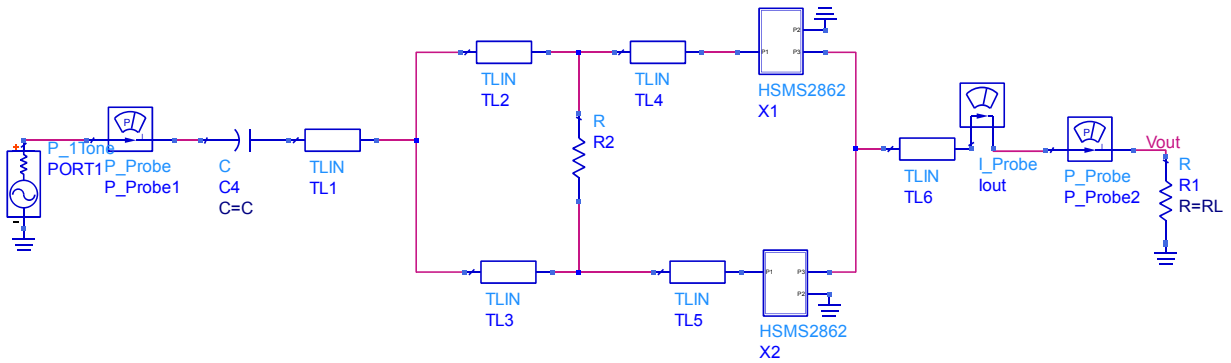 P_1Tone
PORT1
P
P_Probe
P_Probe1
C
C4
C=C
TLIN
TL1
TLIN
TL2
TLIN
TL3
R
R2
TLIN
TL4
TLIN
TL5
P1
P2
P3
HSMS2862
X1
P1
P3
P2
HSMS2862
X2
TLIN
TL6
I_Probe
Iout
P
P_Probe
P_Probe2
Vout
R
R1
R=RL